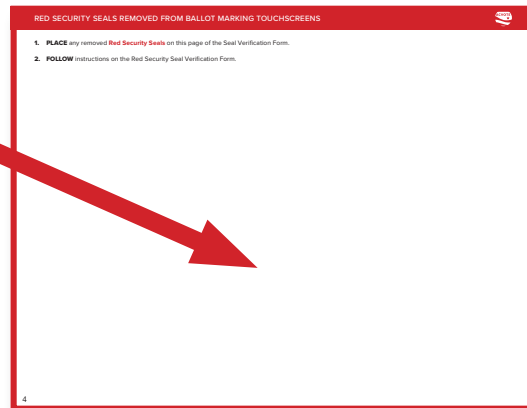 RED SECURITY SEALS REMOVED FROM BALLOT MARKING TOUCHSCREENS
1. PLACE any removed Red Security Seals on this page of the Seal Verification Form.
2. FOLLOW instructions on the Red Security Seal Verification Form.
4